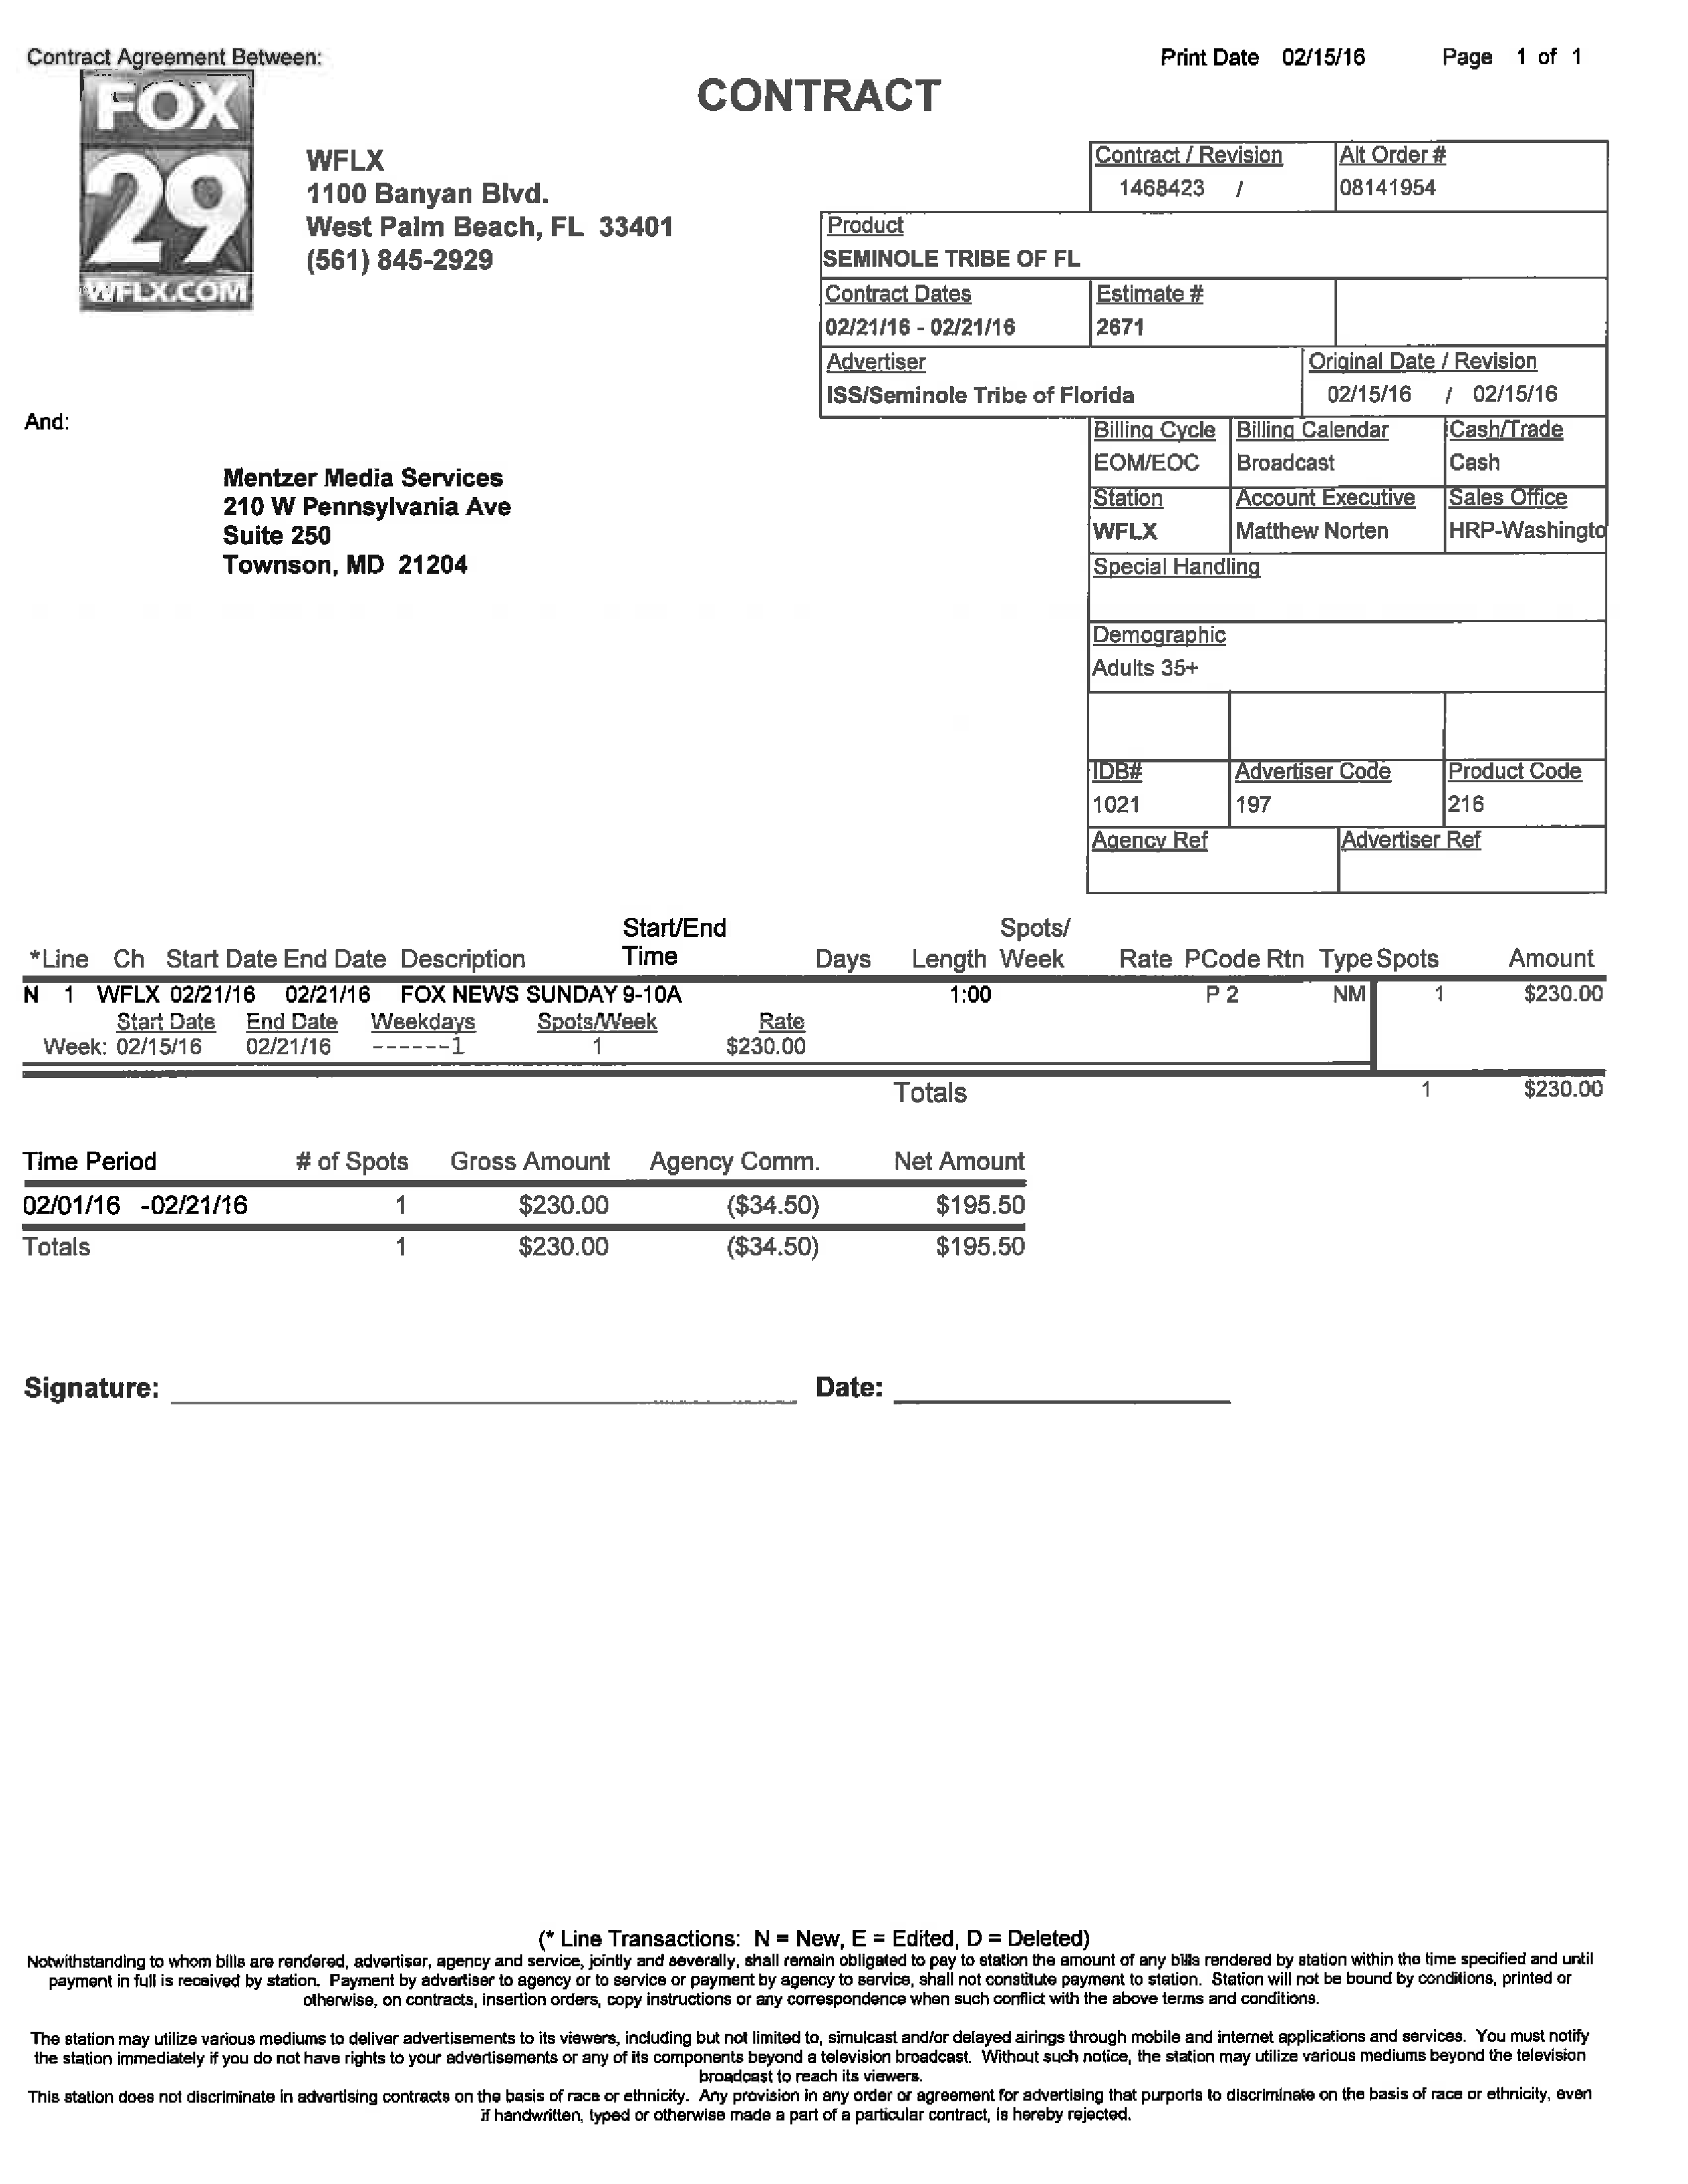 Contract Agreement Between:
Print Date 02/15/16 Page 1 of 1
CONTRACT
FOX
29
WFLX.COM
WFLX
1100 Banyan Blvd.
West Palm Beach, FL 33401
(561) 845-2929
Contract / Revision Alt Order #
1468423 / 08141954
Product
SEMINOLE TRIBE OF FL
Contract Dates Estimate #
02/21/16 - 02/21/16 2671
Advertiser Original Date / Revision
ISS/Seminole Tribe of Florida 02/15/16 / 02/15/16
And:
Mentzer Media Services
210 W Pennsylvania Ave
Suite 250
Townson, MD 21204
Billing Cycle Billing Calendar Cash/Trade
EOM/EOC Broadcast Cash
Station Account Executive Sales Office
WFLX Matthew Norten HRP-Washingto
Special Handling
Demographic
Adults 35+
IDB# Advertiser Code Product Code
1021 197 216
Agency Ref Advertiser Ref
Start/End Spots/
*Line Ch Start Date End Date Description Time Days Length Week Rate PCode Rtn Type Spots Amount
N 1 WFLX 02/21/16 02/21/16 FOX NEWS SUNDAY 9-10A 1:00 P 2 NM 1 $230.00
Start Date End Date Weekdays Spots/Week Rate
Week: 02/15/16 02/21/16 ------1 1 $230.00
Totals 1 $230.00
Time Period # of Spots Gross Amount Agency Comm. Net Amount
02/01/16 -02/21/16 1 $230.00 ($34.50) $195.50
Totals 1 $230.00 ($34.50) $195.50
Signature: Date:
(* Line Transactions: N = New, E = Edited, D = Deleted)
Notwithstanding to whom bills are rendered, advertiser, agency and service, jointly and severally, shall remain obligated to pay to station the amount of any bills rendered by station within the time specified and until
payment in full is received by station. Payment by advertiser to agency or to service or payment by agency to service, shall not constitute payment to station. Station will not be bound by conditions, printed or
otherwise, on contracts, insertion orders, copy instructions or any correspondence when such conflict with the above terms and conditions.
The station may utilize various mediums to deliver advertisements to its viewers, including but not limited to, simulcast and/or delayed airings through mobile and internet applications and services. You must notify
the station immediately if you do not have rights to your advertisements or any of its components beyond a television broadcast. Without such notice, the station may utilize various mediums beyond the television
broadcast to reach its viewers.
This station does not discriminate in advertising contracts on the basis of race or ethnicity. Any provision in any order or agreement for advertising that purports to discriminate on the basis of race or ethnicity, even
if handwritten, typed or otherwise made a part of a particular contract, is hereby rejected.